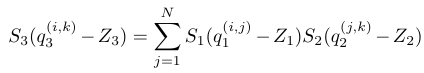 $S_3(q_3^{(i,k)} - Z_3) = \sum_{j=1}^{N} S_1(q_1^{(i,j)} - Z_1) S_2(q_2^{(j,k)} - Z_2)$